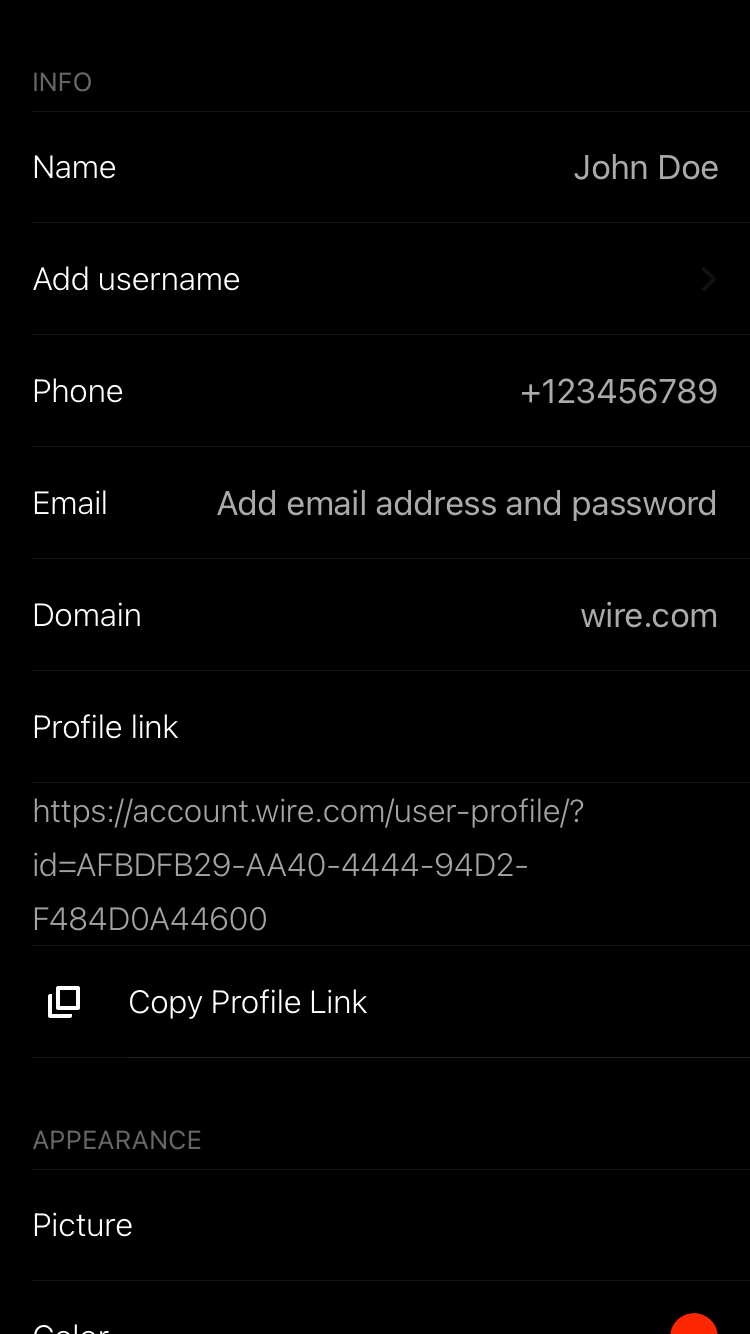 INFO
Name John Doe
Add username
Phone +123456789
Email Add email address and password
Domain wire.com
Profile link
https://account.wire.com/user-profile/?
id=AFBDFB29-AA40-4444-94D2-
F484D0A44600
Copy Profile Link
APPEARANCE
Picture
Color